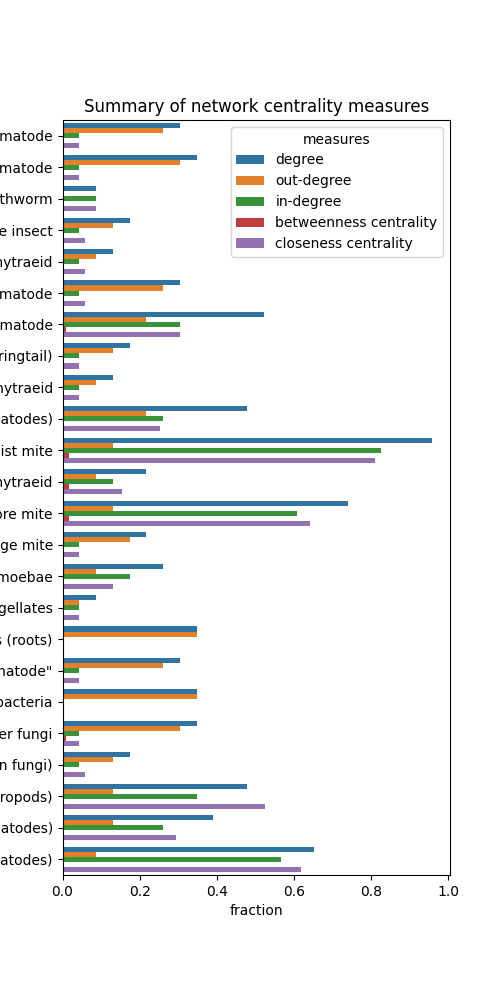 Summary of network centrality measures
measures
degree
out-degree
in-degree
betweenness centrality
closeness centrality
matode
matode
thworm
e insect
hytraeid
matode
matode
ringtail)
hytraeid
atodes)
ist mite
hytraeid
ore mite
ge mite
moebae
gellates
s (roots)
matode"
bacteria
er fungi
n fungi)
ropods)
atodes)
atodes)
0.0 0.2 0.4 0.6 0.8 1.0
fraction